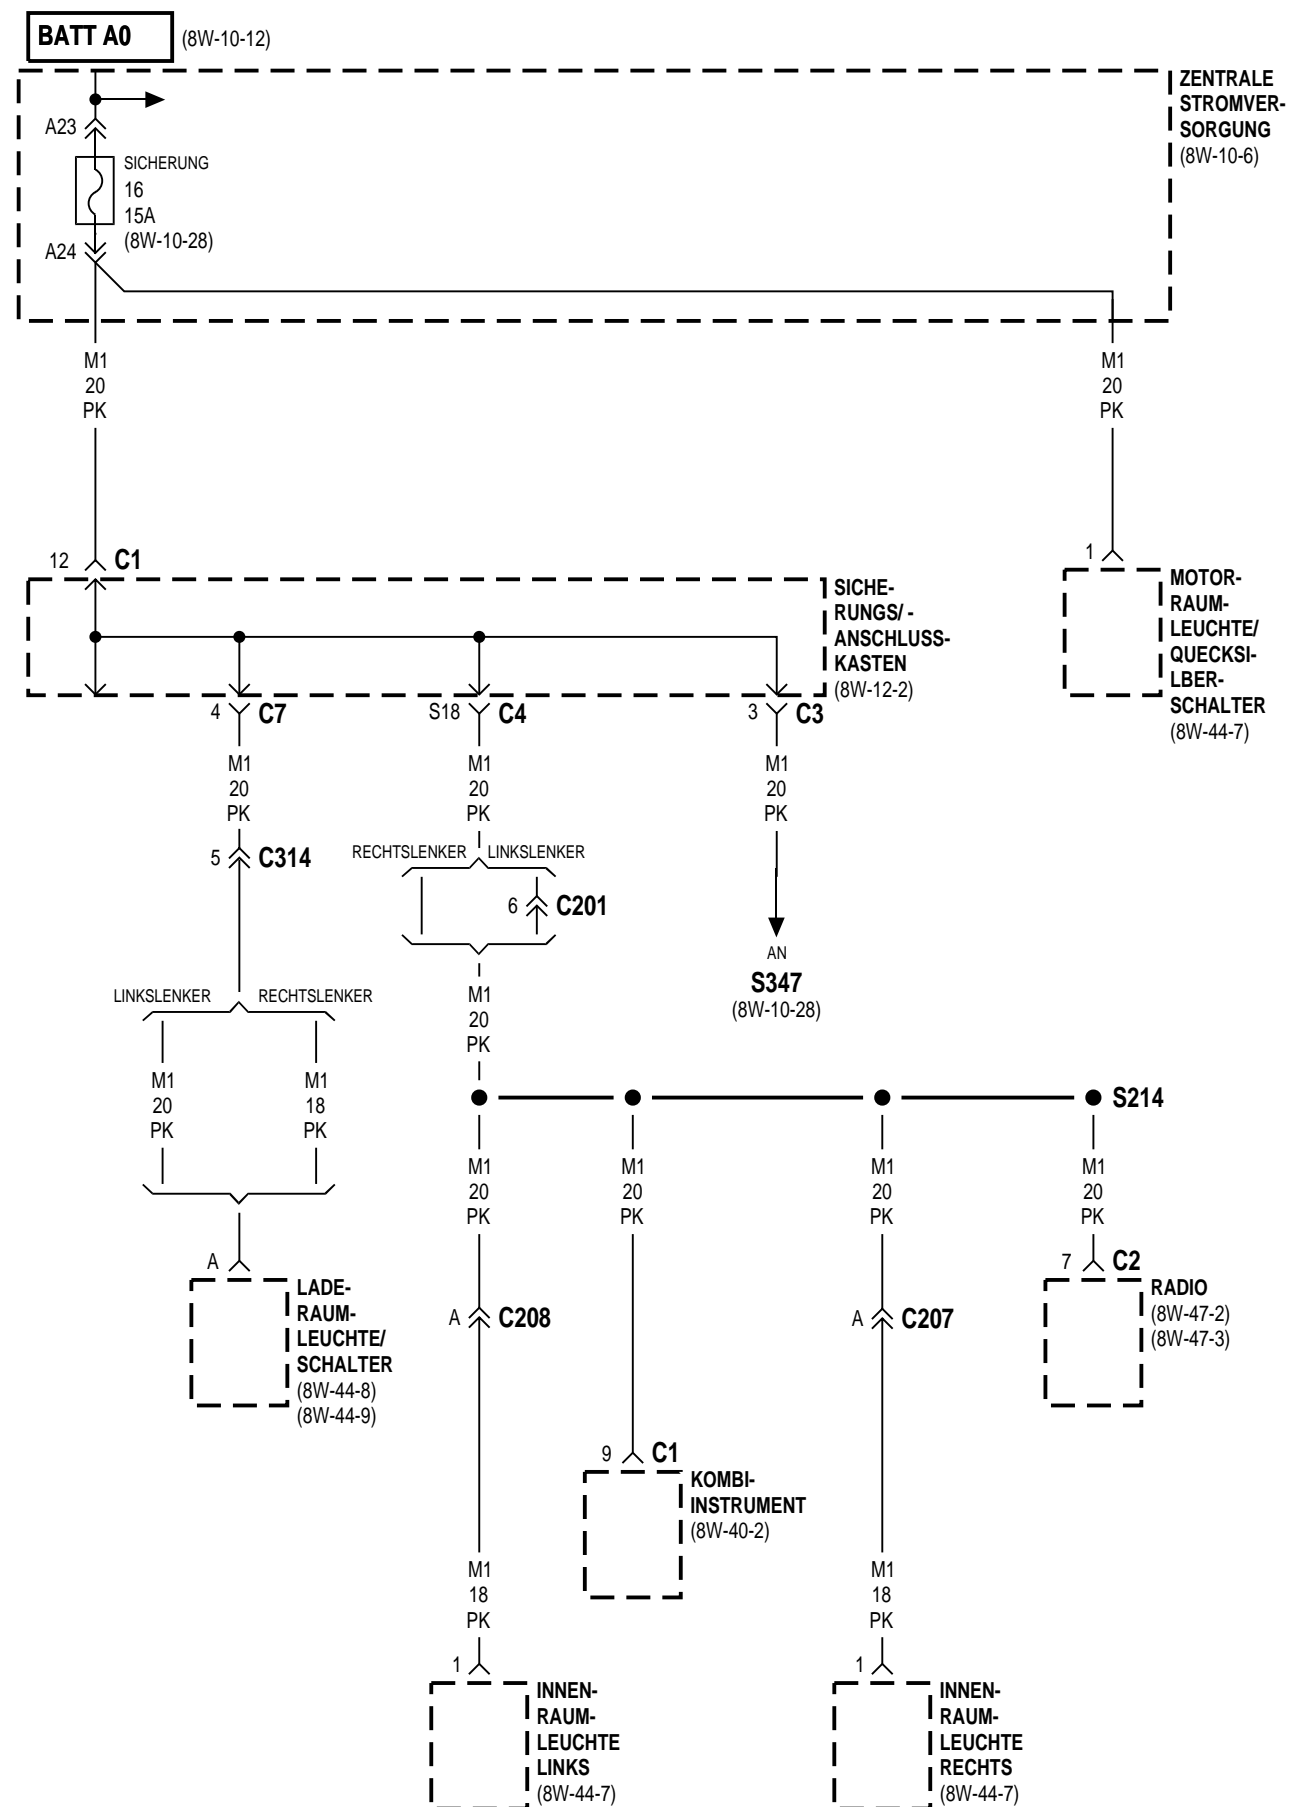 BATT A0
(8W-10-12)
ZENTRALE
STROMVER-
SORGUNG
(8W-10-6)
A23
SICHERUNG
16
15A
(8W-10-28)
A24
M1
20
PK
M1
20
PK
12
C1
1
SICHE-
RUNGS/ -
ANSCHLUSS-
KASTEN
(8W-12-2)
MOTOR-
RAUM-
LEUCHTE/
QUECKSI-
LBER-
SCHALTER
(8W-44-7)
4
C7
S18
C4
3
C3
M1
20
PK
M1
20
PK
M1
20
PK
5
C314
RECHTSLENKER
LINKSLENKER
6
C201
AN
S347
(8W-10-28)
LINKSLENKER
RECHTSLENKER
M1
20
PK
M1
20
PK
M1
18
PK
S214
M1
20
PK
M1
20
PK
M1
20
PK
M1
20
PK
A
LADE-
RAUM-
LEUCHTE/
SCHALTER
(8W-44-8)
(8W-44-9)
A
C208
A
C207
7
C2
RADIO
(8W-47-2)
(8W-47-3)
9
C1
KOMBI-
INSTRUMENT
(8W-40-2)
M1
18
PK
M1
18
PK
1
INNEN-
RAUM-
LEUCHTE
LINKS
(8W-44-7)
1
INNEN-
RAUM-
LEUCHTE
RECHTS
(8W-44-7)